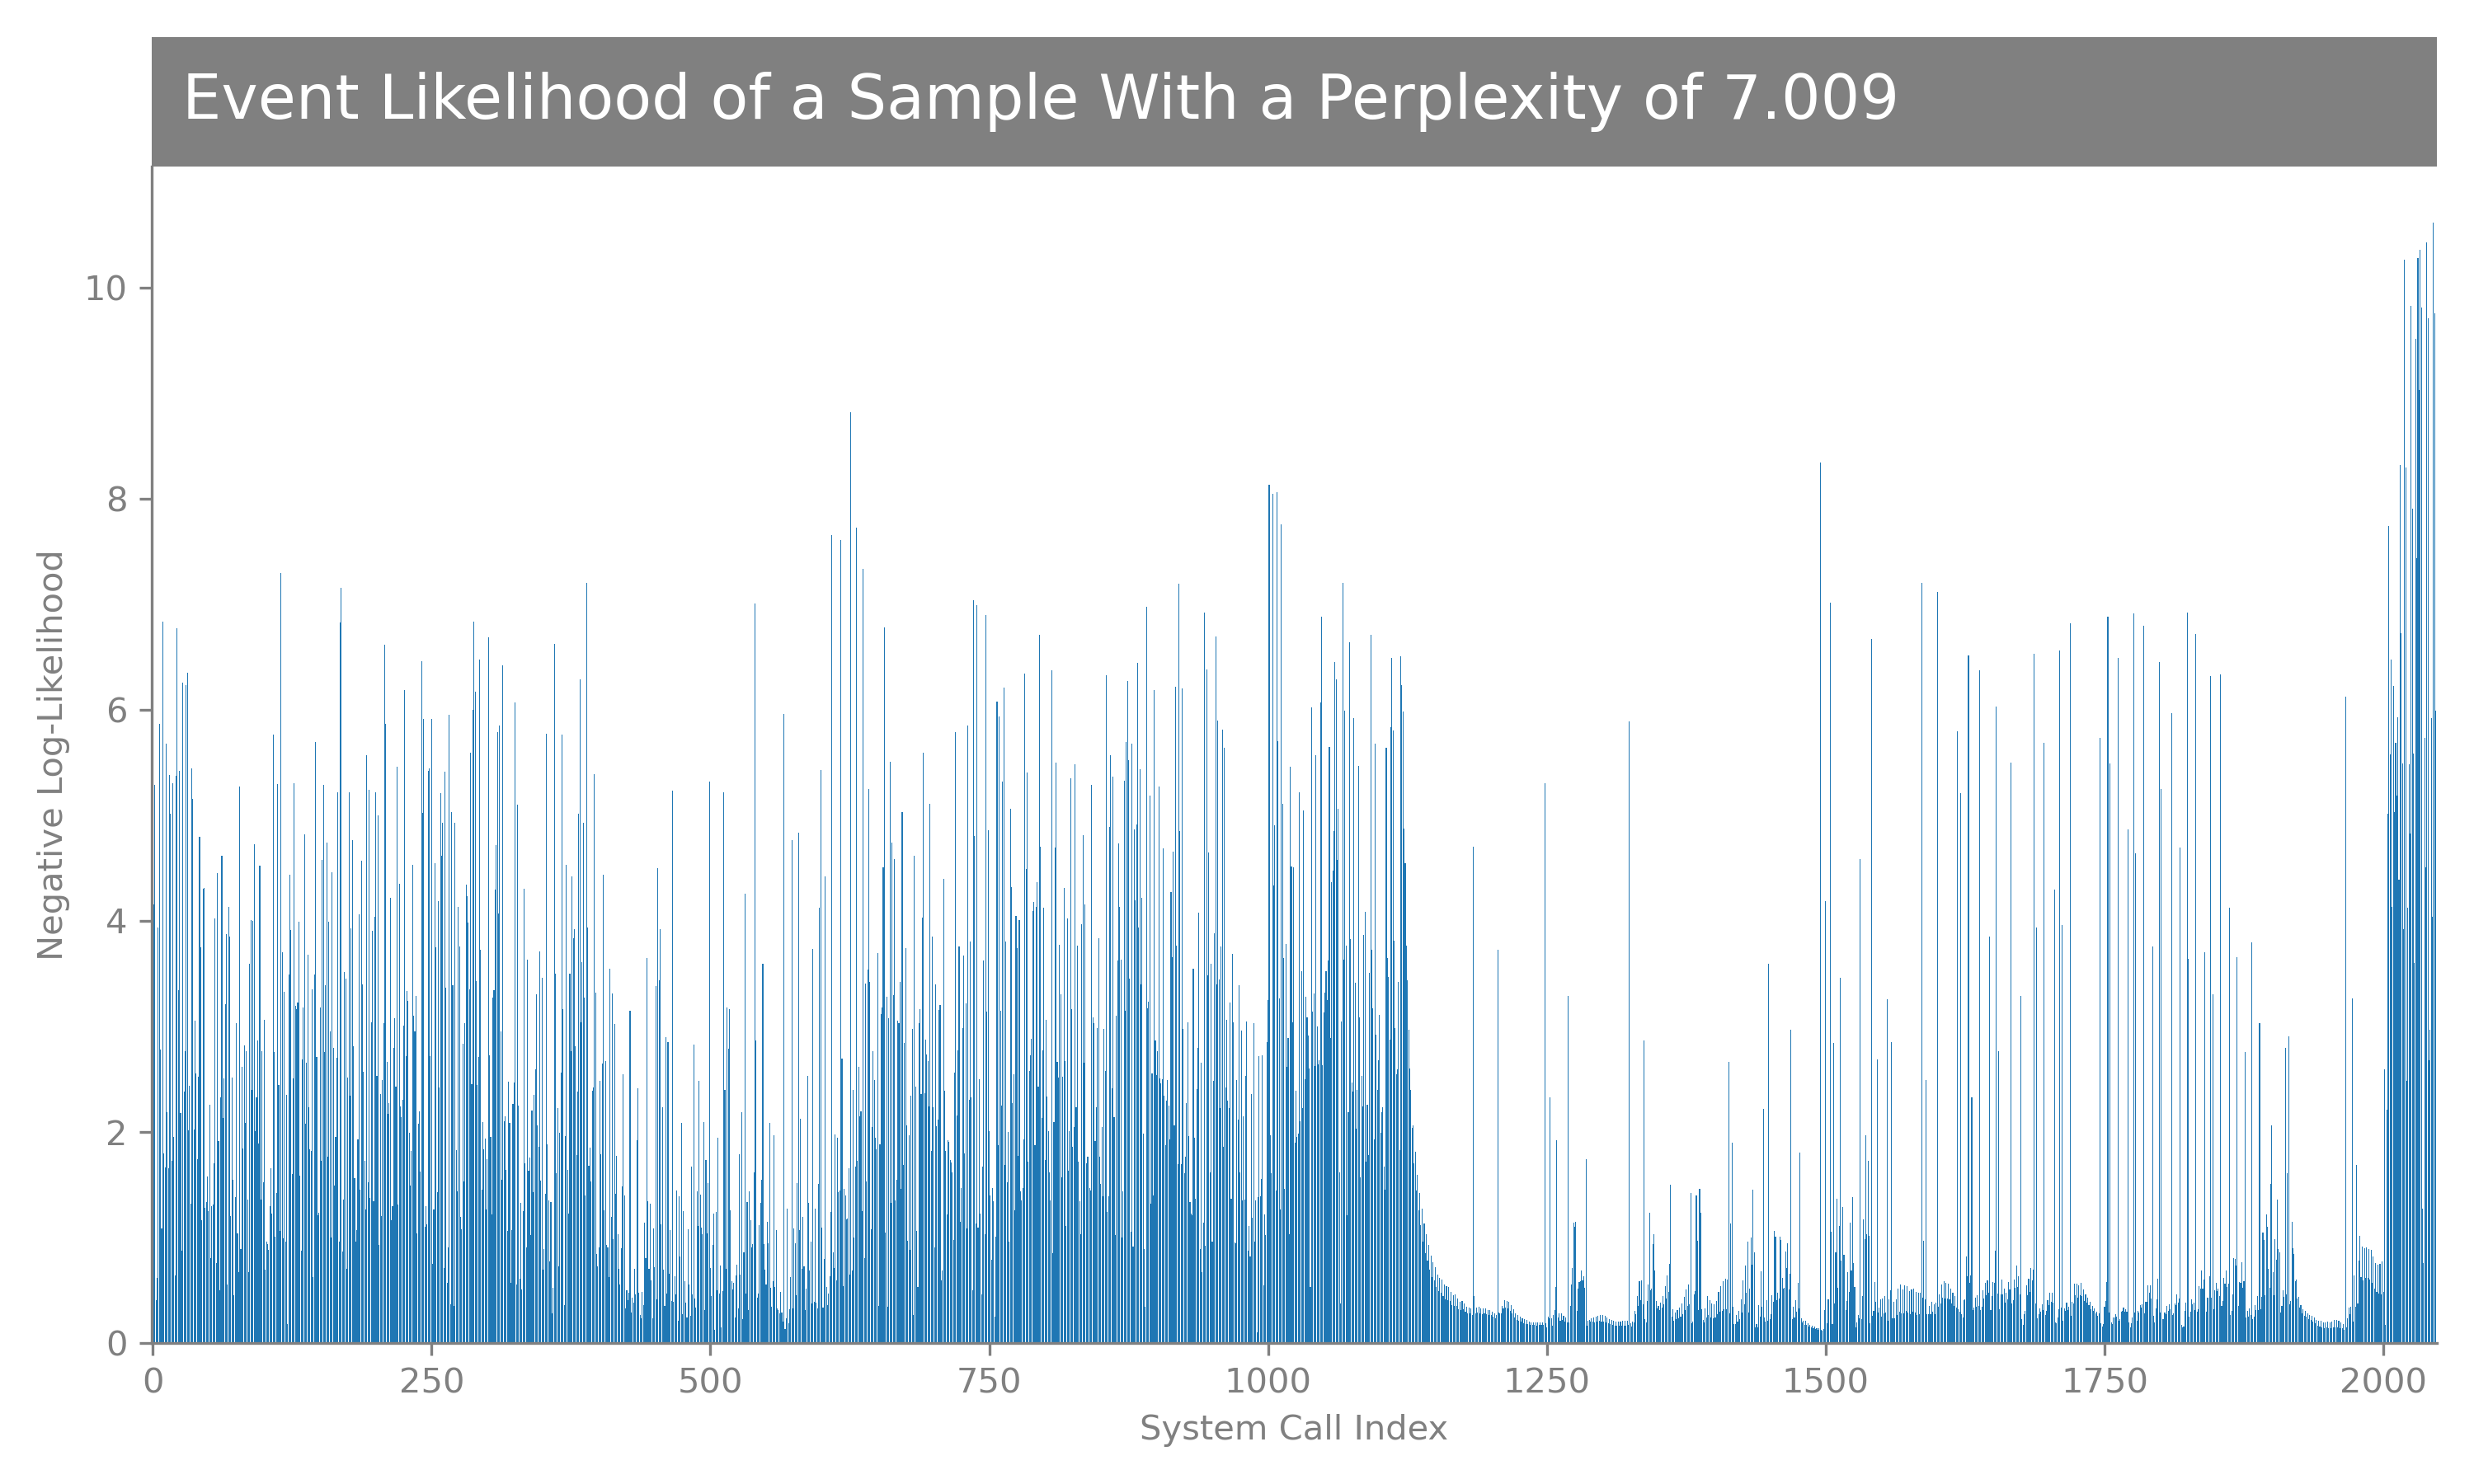 Event Likelihood of a Sample With a Perplexity of 7.009
Negative Log-Likelihood
10
8
6
4
2
0
0 250 500 750 1000 1250 1500 1750 2000
System Call Index